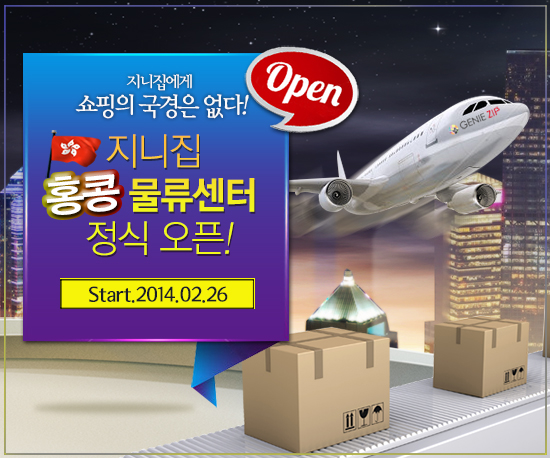 지니집에게
쇼핑의 국경은 없다!
Open
지니집
홍콩 물류센터
정식 오픈!
Start.2014.02.26
GENIE ZIP